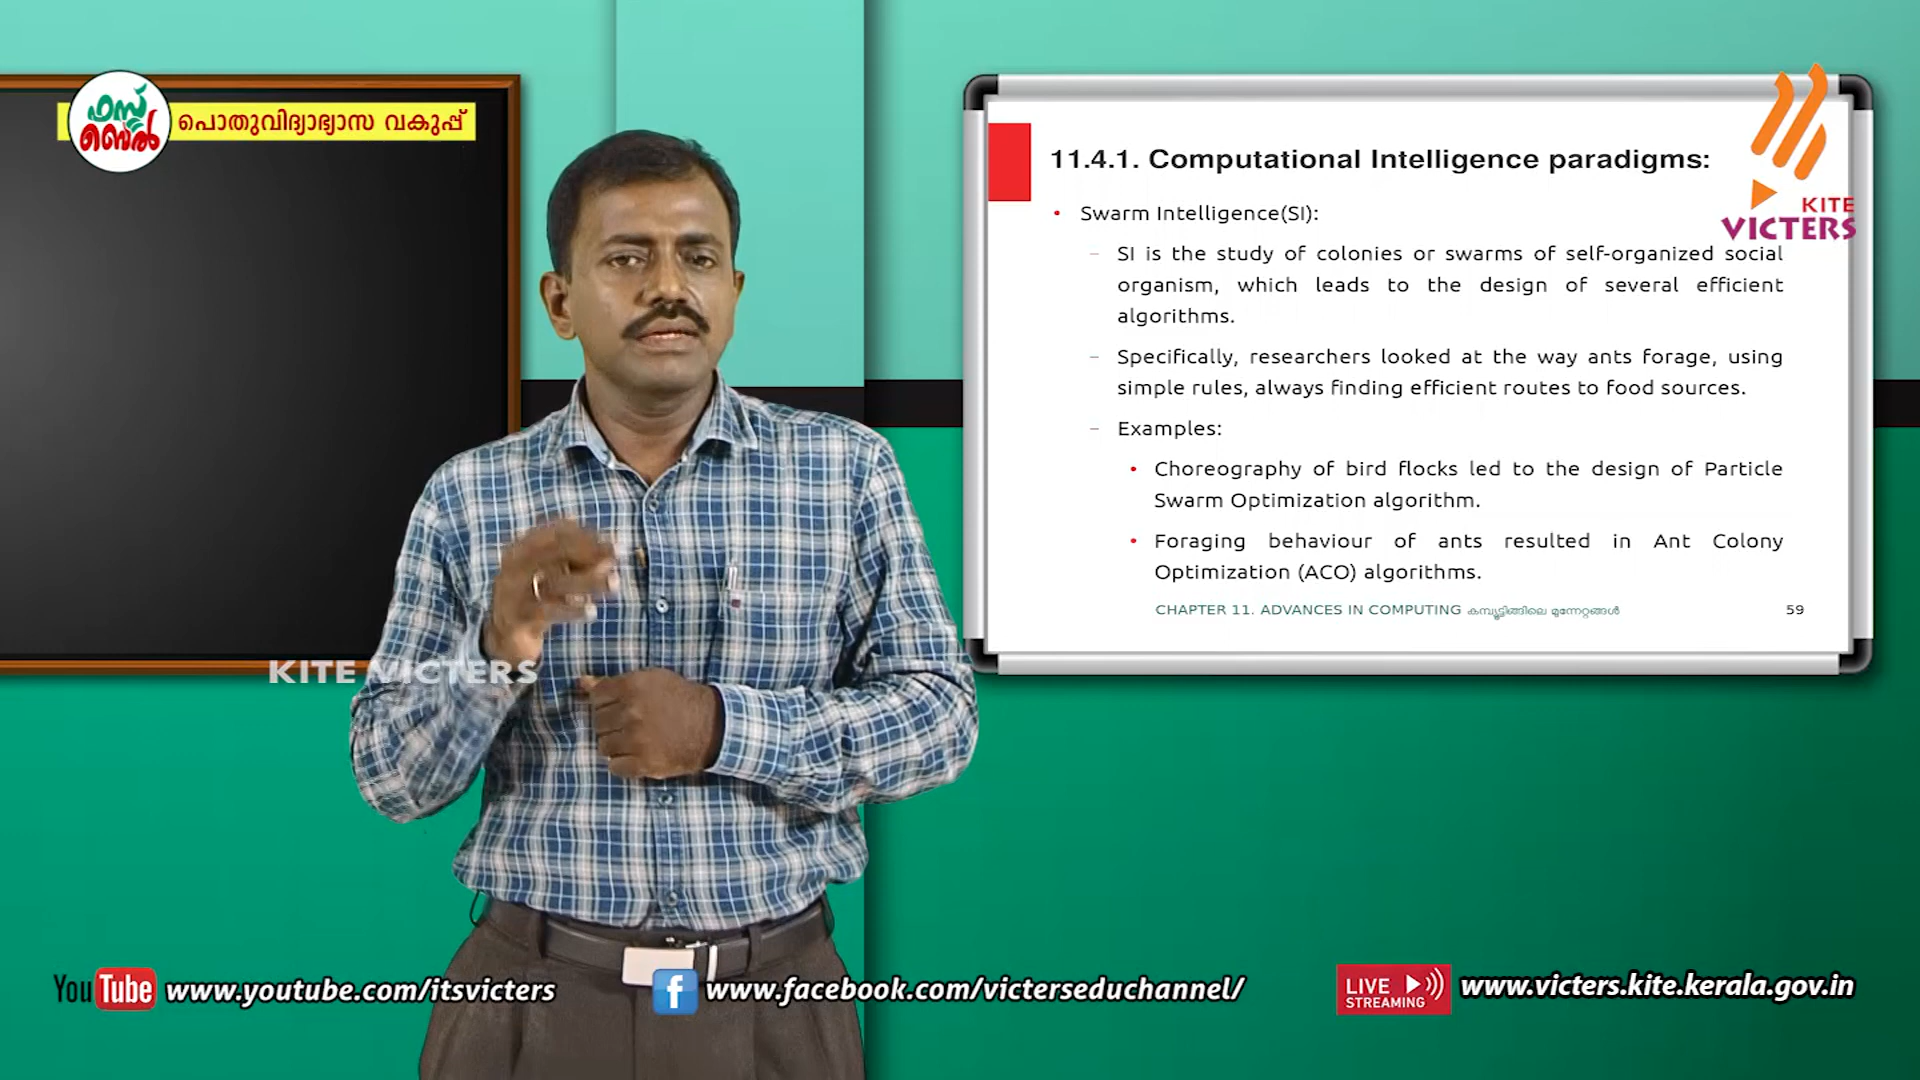 ഫസ്റ്റ്
ബെൽ
പൊതുവിദ്യാഭ്യാസ വകുപ്പ്
KITE
VICTERS
11.4.1. Computational Intelligence paradigms:
• Swarm Intelligence(SI):
– SI is the study of colonies or swarms of self-organized social
organism, which leads to the design of several efficient
algorithms.
– Specifically, researchers looked at the way ants forage, using
simple rules, always finding efficient routes to food sources.
– Examples:
• Choreography of bird flocks led to the design of Particle
Swarm Optimization algorithm.
• Foraging behaviour of ants resulted in Ant Colony
Optimization (ACO) algorithms.
CHAPTER 11. ADVANCES IN COMPUTING കമ്പ്യൂട്ടിങ്ങിലെ മുന്നേറ്റങ്ങൾ 59
KITE VICTERS
YouTube www.youtube.com/itsvicters
f www.facebook.com/victerseduchannel/
LIVE
STREAMING
www.victers.kite.kerala.gov.in